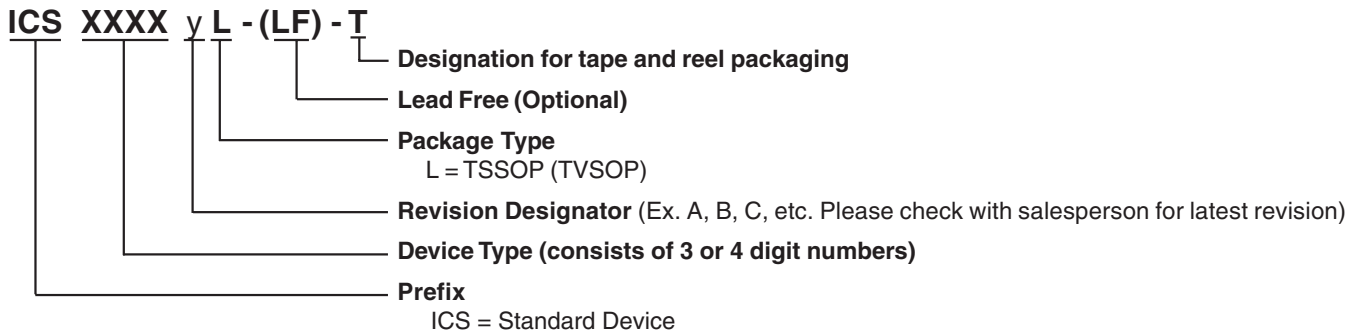 ICS XXXX y L - (LF) - T
Designation for tape and reel packaging
Lead Free (Optional)
Package Type
L = TSSOP (TVSOP)
Revision Designator (Ex. A, B, C, etc. Please check with salesperson for latest revision)
Device Type (consists of 3 or 4 digit numbers)
Prefix
ICS = Standard Device